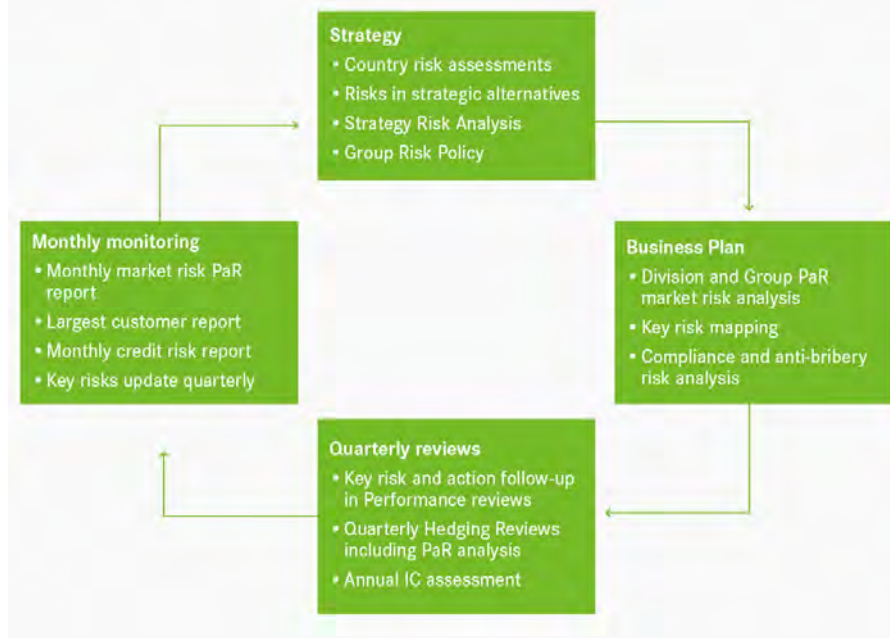 Strategy
• Country risk assessments
• Risks in strategic alternatives
• Strategy Risk Analysis
• Group Risk Policy
Business Plan
• Division and Group PaR
market risk analysis
• Key risk mapping
• Compliance and anti-bribery
risk analysis
Quarterly reviews
• Key risk and action follow-up
in Performance reviews
• Quarterly Hedging Reviews
including PaR analysis
• Annual IC assessment
Monthly monitoring
• Monthly market risk PaR
report
• Largest customer report
• Monthly credit risk report
• Key risks update quarterly